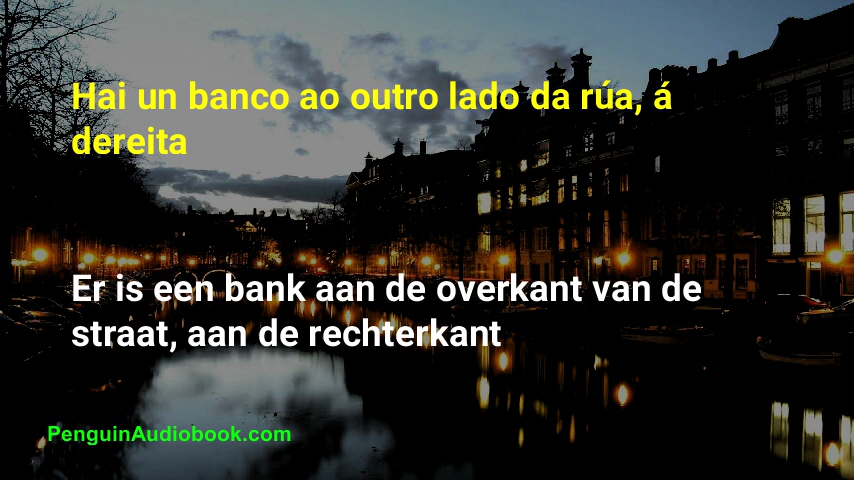 Hai un banco ao outro lado da rúa, á
dereita
Er is een bank aan de overkant van de
straat, aan de rechterkant
PenguinAudiobook.com